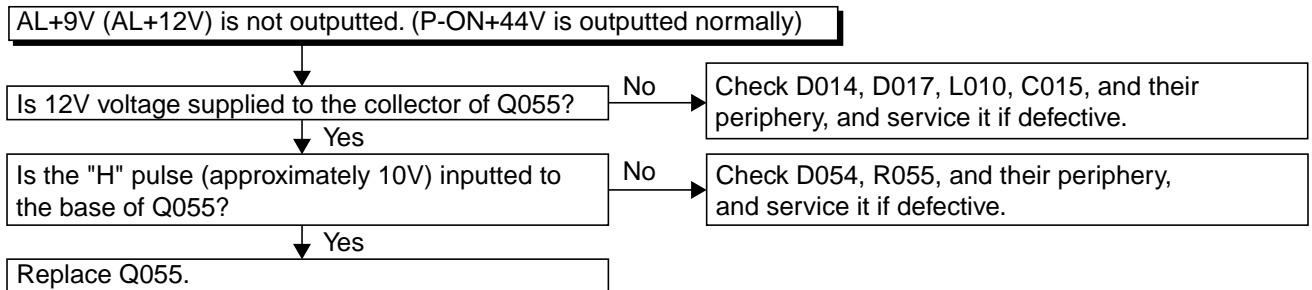 AL+9V (AL+12V) is not outputted. (P-ON+44V is outputted normally)
Is 12V voltage supplied to the collector of Q055?
No
Check D014, D017, L010, C015, and their
periphery, and service it if defective.
Yes
Is the "H" pulse (approximately 10V) inputted to
the base of Q055?
No
Check D054, R055, and their periphery,
and service it if defective.
Yes
Replace Q055.